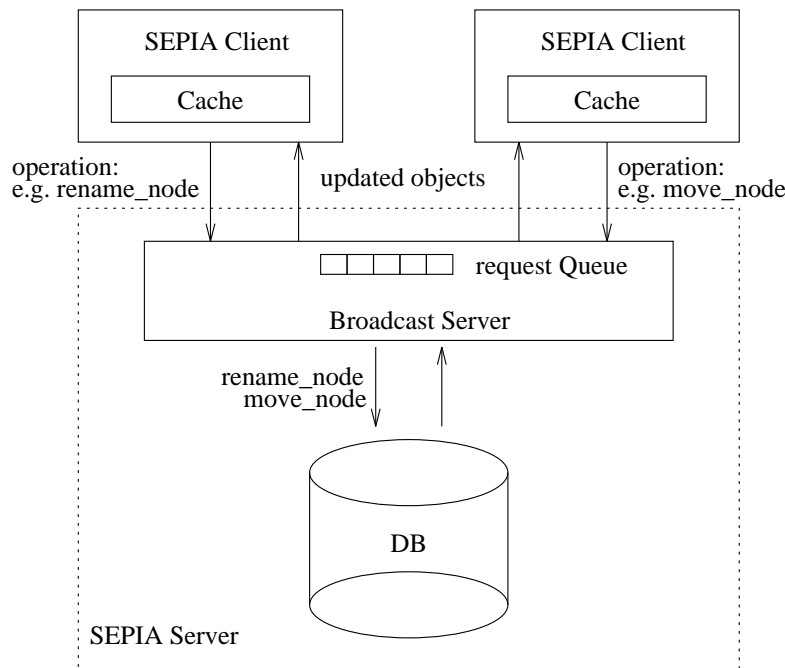 SEPIA Client
Cache
SEPIA Client
Cache
operation:
e.g. rename_node
updated objects
operation:
e.g. move_node
request Queue
Broadcast Server
rename_node
move_node
DB
SEPIA Server